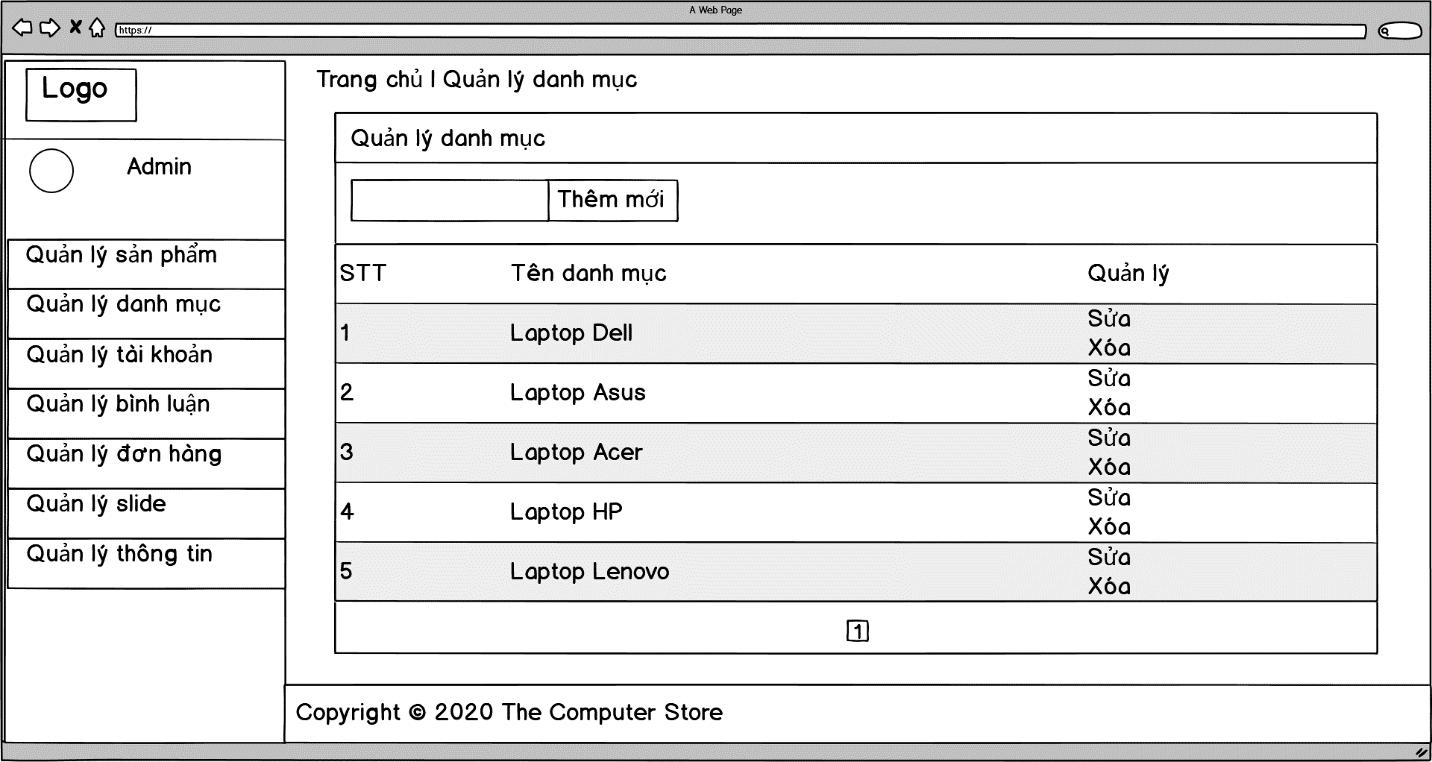 A Web Page
https://
Logo
Admin
Quản lý sản phẩm
Quản lý danh mục
Quản lý tài khoản
Quản lý bình luận
Quản lý đơn hàng
Quản lý slide
Quản lý thông tin
Trang chủ | Quản lý danh mục
Quản lý danh mục
Thêm mới
STT Tên danh mục Quản lý
1 Laptop Dell Sửa
Xóa
2 Laptop Asus Sửa
Xóa
3 Laptop Acer Sửa
Xóa
4 Laptop HP Sửa
Xóa
5 Laptop Lenovo Sửa
Xóa
1
Copyright © 2020 The Computer Store